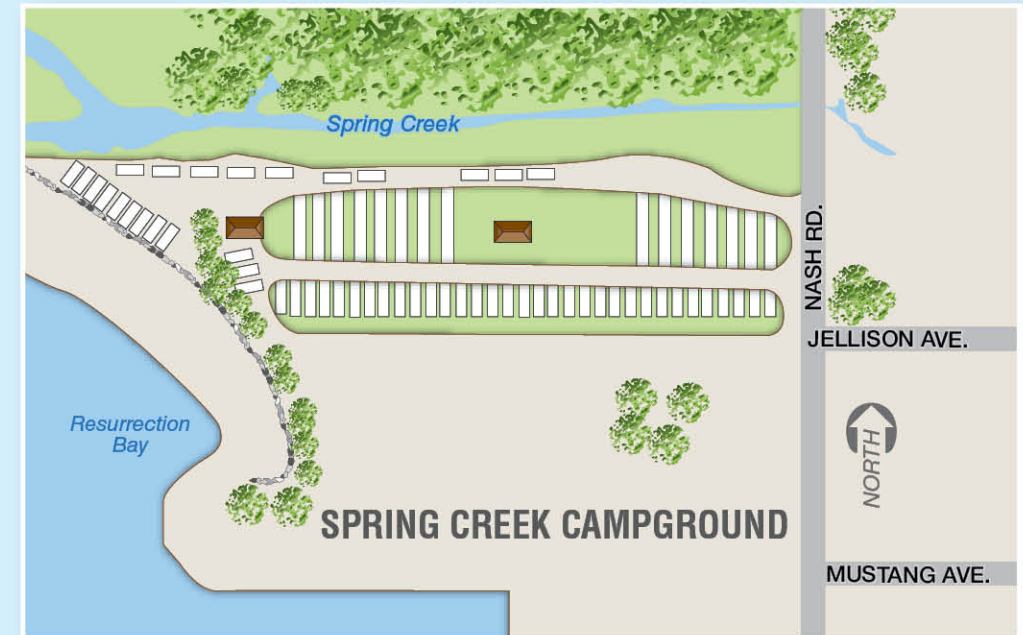 Spring Creek
NASH RD.
JELLISON AVE.
Resurrection
Bay
NORTH
SPRING CREEK CAMPGROUND
MUSTANG AVE.